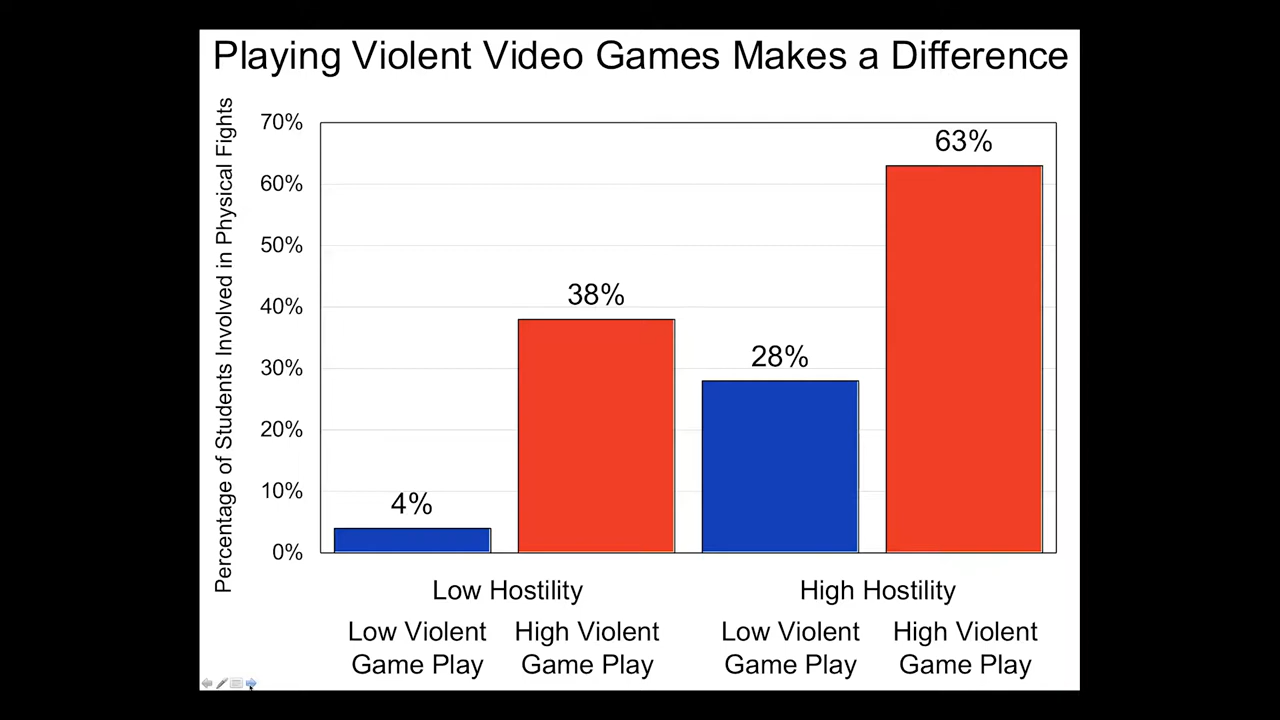 Playing Violent Video Games Makes a Difference
Percentage of Students Involved in Physical Fights
70%
60%
50%
40%
30%
20%
10%
0%
4%
38%
28%
63%
Low Hostility
High Hostility
Low Violent
Game Play
High Violent
Game Play
Low Violent
Game Play
High Violent
Game Play